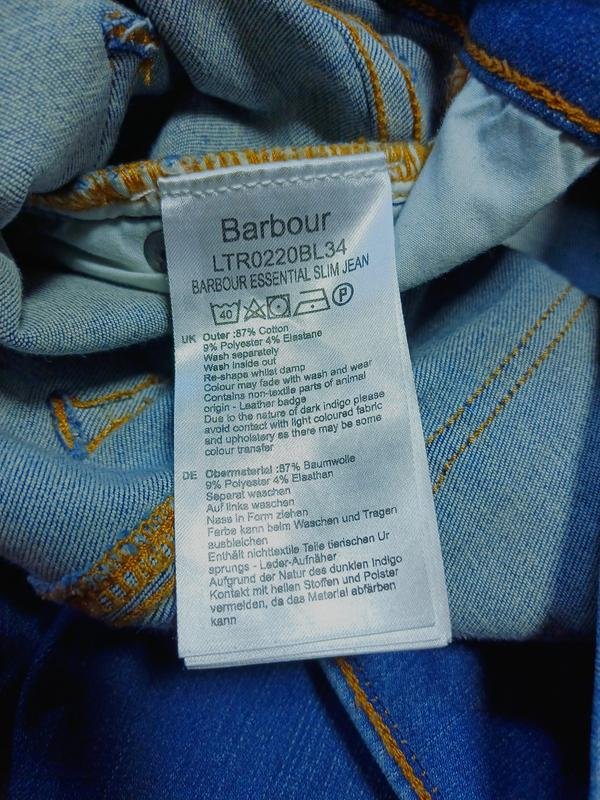 Barbour
LTR0220BL34
BARBOUR ESSENTIAL SLIM JEAN
40 P
UK Outer :87% Cotton
9% Polyester 4% Elastane
Wash separately
Wash inside out
Re-shape whilst damp
Colour may fade with wash and wear
Contains non-textile parts of animal
origin - Leather badge
Due to the nature of dark indigo please
avoid contact with light coloured fabric
and upholstery as there may be some
colour transfer
DE Obermaterial :87% Baumwolle
9% Polyester 4% Elasthan
Separat waschen
Auf links waschen
Nass in Form ziehen
Farbe kann beim Waschen und Tragen
ausbleichen
Enthält nichttextile Teile tierischen Ur
sprungs - Leder-Aufnäher
Aufgrund der Natur des dunklen Indigo
Kontakt mit hellen Stoffen und Polster
vermeiden, da das Material abfärben
kann